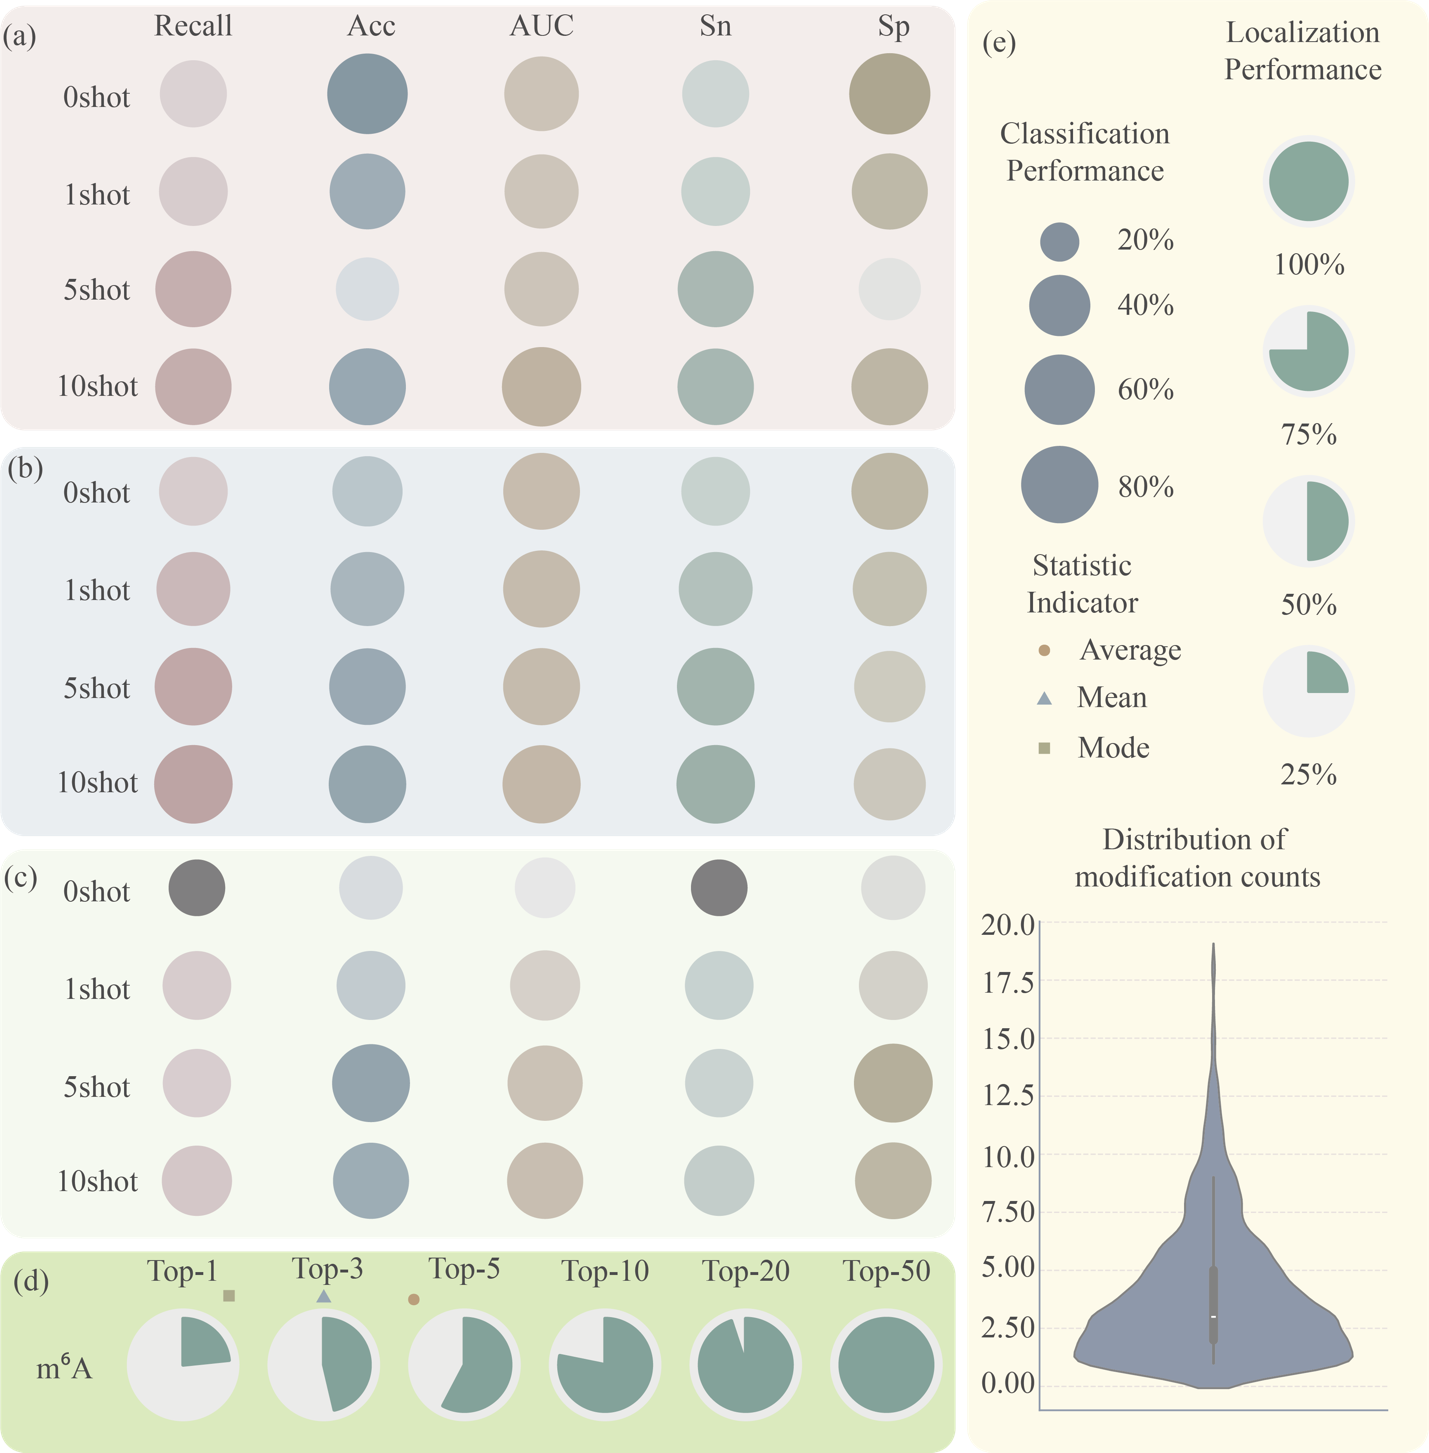 (a)
Recall Acc AUC Sn Sp
0shot
1shot
5shot
10shot
(b)
0shot
1shot
5shot
10shot
(c)
0shot
1shot
5shot
10shot
(d)
Top-1 Top-3 Top-5 Top-10 Top-20 Top-50
m⁶A
(e)
Localization
Performance
Classification
Performance
20%
40%
60%
80%
100%
75%
50%
25%
Statistic
Indicator
Average
Mean
Mode
Distribution of
modification counts
20.0
17.5
15.0
12.5
10.0
7.50
5.00
2.50
0.00